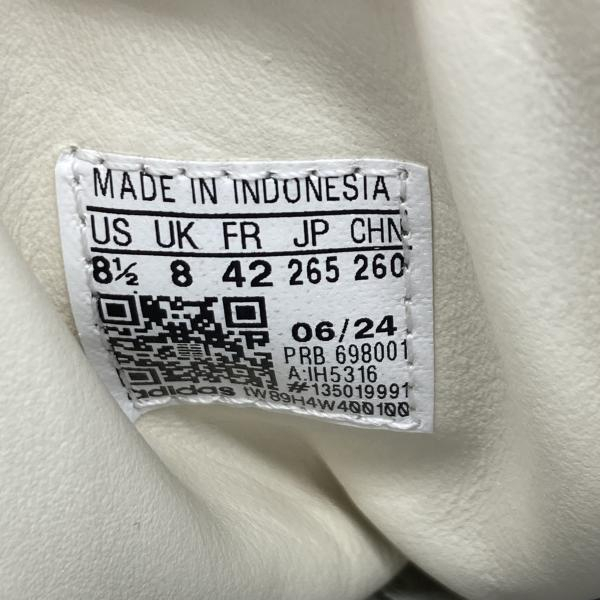 MADE IN INDONESIA
US UK FR JP CHN
8½ 8 42 265 260
06/24
P
PRB 698001
A:IH5316
#135019991
adidas tW89H4W400100